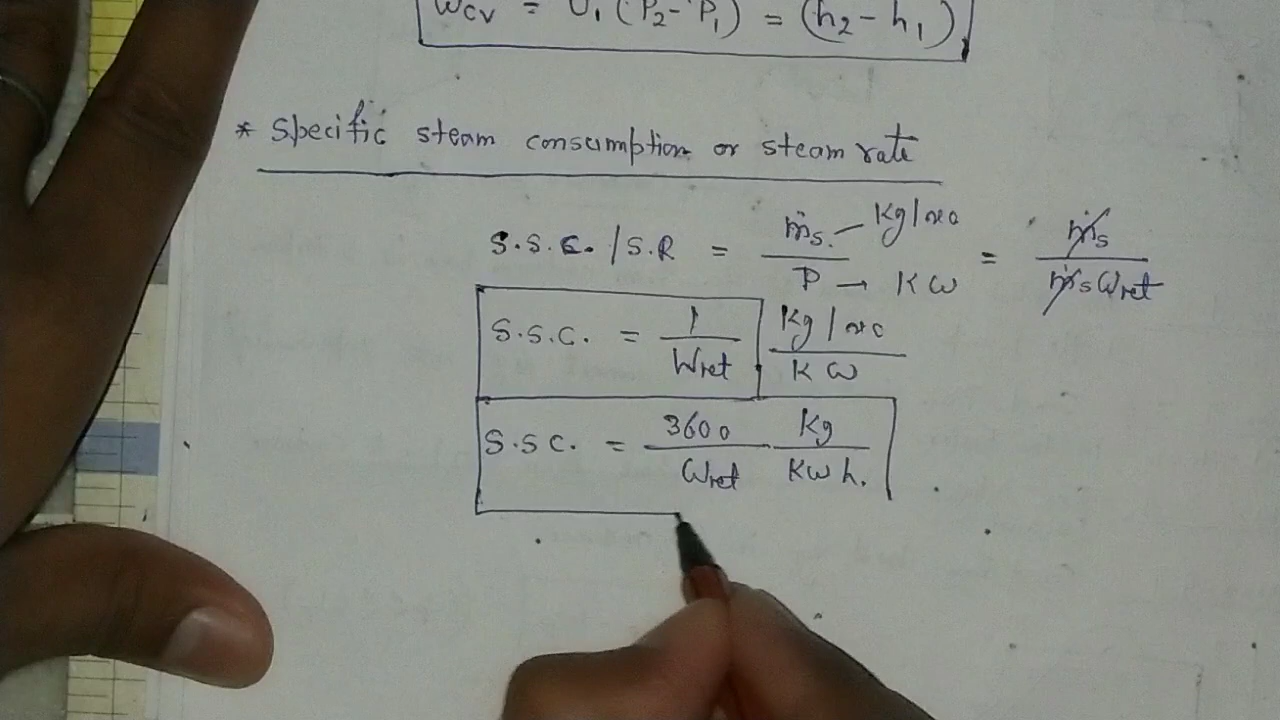 Wcv = υ1 (P2 - P1) = (h2 - h1)
* Specific steam consumption or steam rate
S.S.C. / S.R = ṁs. - Kg/sec / P → KW = ṁs / ṁs Wnet
S.S.C. = 1 / Wnet Kg/sec / KW
S.S.C. = 3600 / Wnet Kg / Kwh.